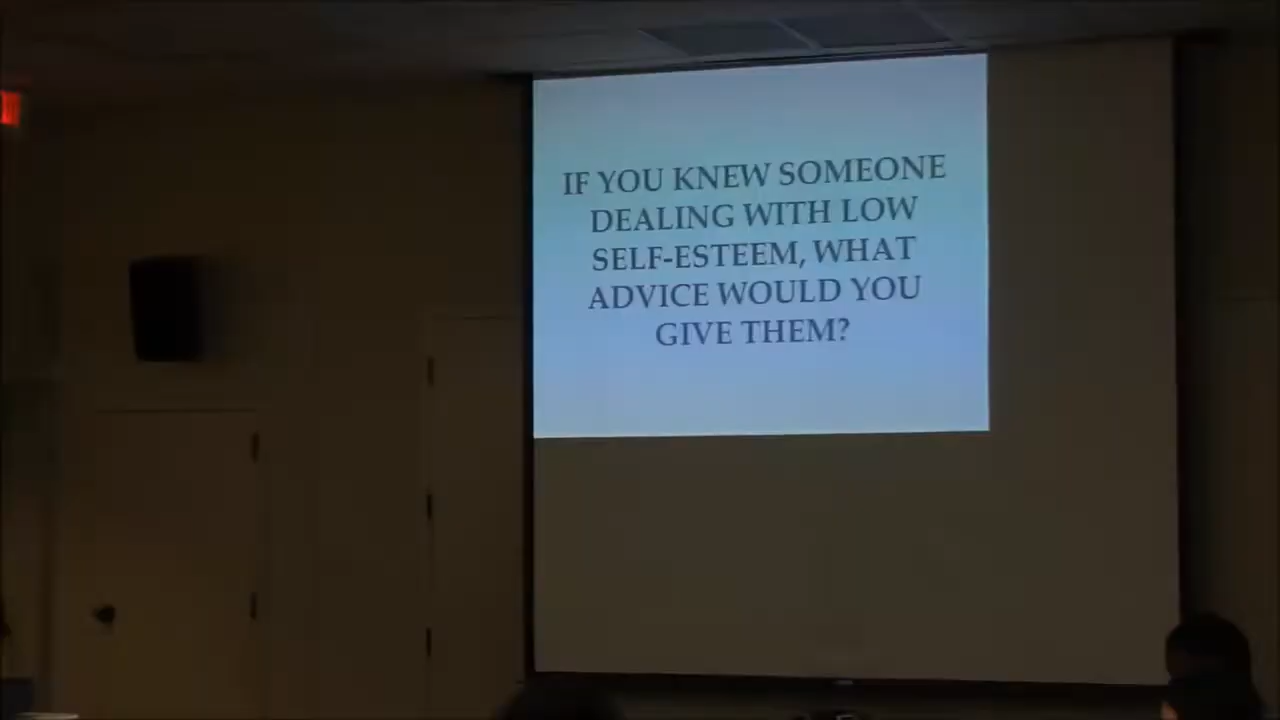 IF YOU KNEW SOMEONE
DEALING WITH LOW
SELF-ESTEEM, WHAT
ADVICE WOULD YOU
GIVE THEM?